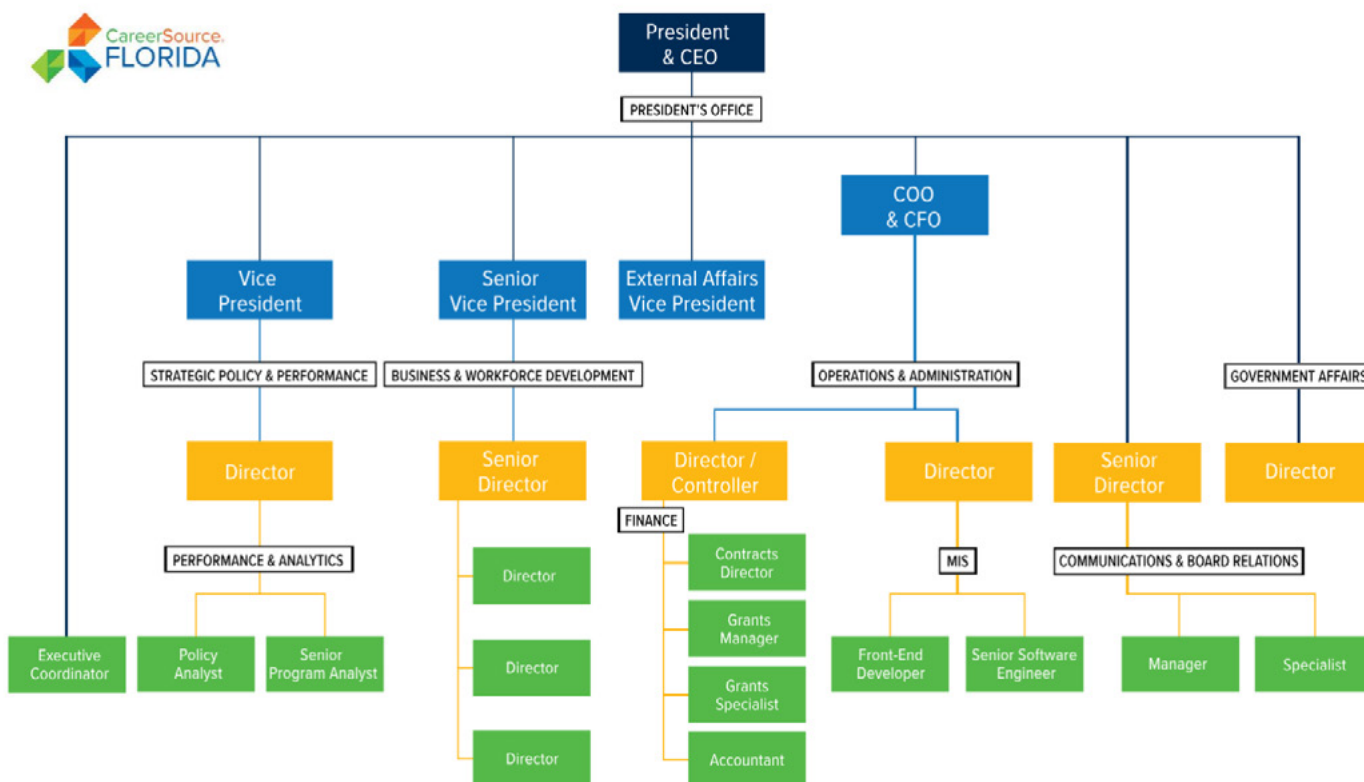 CareerSource
FLORIDA
President
& CEO
PRESIDENT'S OFFICE
COO
& CFO
Vice
President
Senior
Vice President
External Affairs
Vice President
STRATEGIC POLICY & PERFORMANCE
BUSINESS & WORKFORCE DEVELOPMENT
OPERATIONS & ADMINISTRATION
GOVERNMENT AFFAIRS
Director
Senior
Director
Director /
Controller
Director
Senior
Director
Director
FINANCE
PERFORMANCE & ANALYTICS
MIS
COMMUNICATIONS & BOARD RELATIONS
Director
Contracts
Director
Grants
Manager
Executive
Coordinator
Policy
Analyst
Senior
Program Analyst
Director
Grants
Specialist
Front-End
Developer
Senior Software
Engineer
Manager
Specialist
Director
Accountant